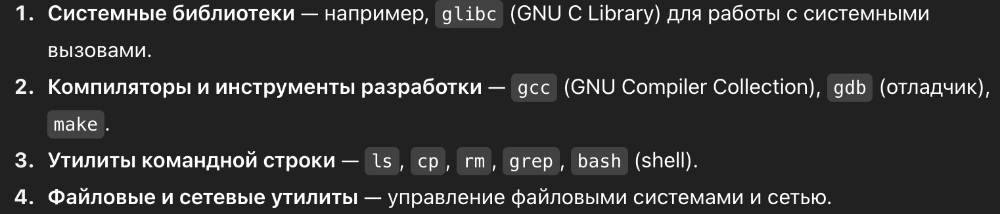 1. Системные библиотеки — например, glibc (GNU C Library) для работы с системными
вызовами.
2. Компиляторы и инструменты разработки — gcc (GNU Compiler Collection), gdb (отладчик),
make.
3. Утилиты командной строки — ls, cp, rm, grep, bash (shell).
4. Файловые и сетевые утилиты — управление файловыми системами и сетью.